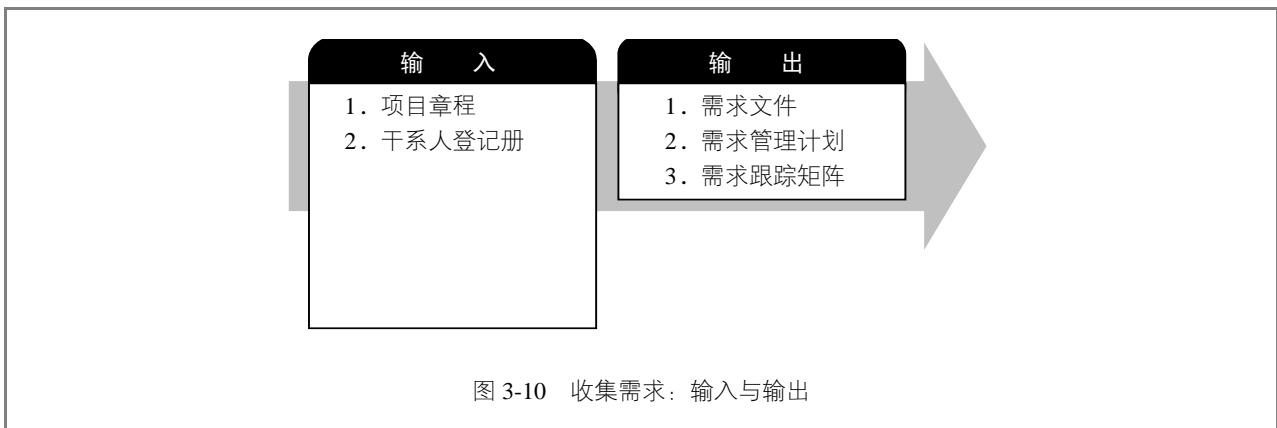 输 入
1. 项目章程
2. 干系人登记册
输 出
1. 需求文件
2. 需求管理计划
3. 需求跟踪矩阵
图 3-10 收集需求：输入与输出